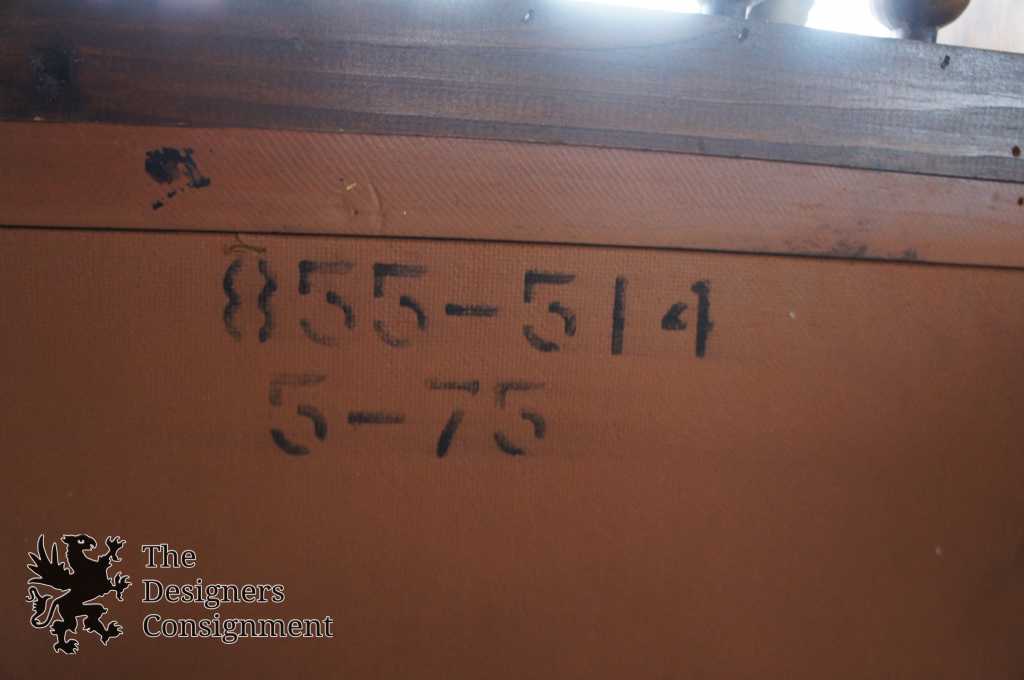 855-514
5-75
The
Designers
Consignment